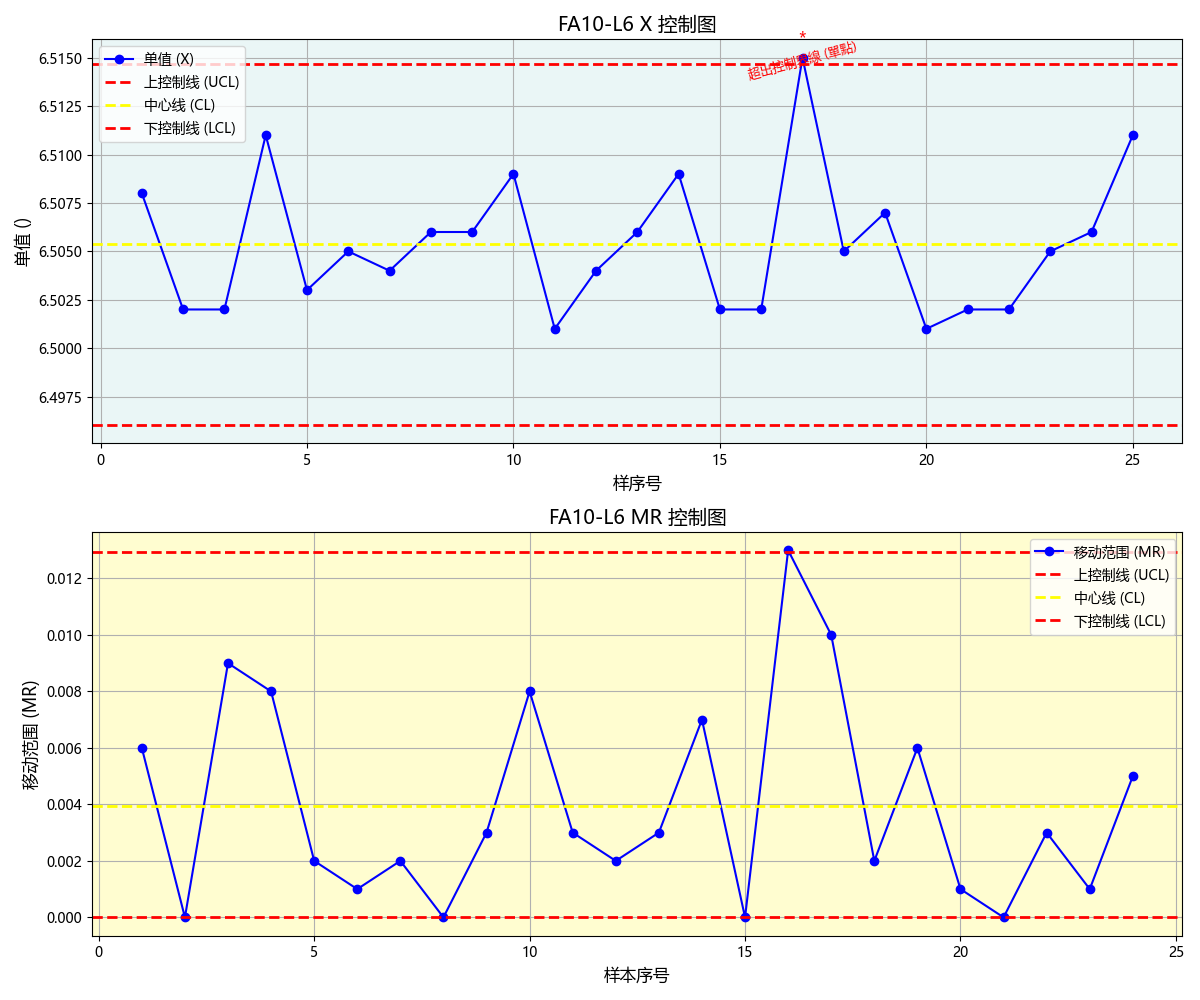 FA10-L6 X 控制图
*
超出控制界線 (單點)
单值 (X)
上控制线 (UCL)
中心线 (CL)
下控制线 (LCL)
6.5150
6.5125
6.5100
6.5075
6.5050
6.5025
6.5000
6.4975
单值 ()
0 5 10 15 20 25
样序号
FA10-L6 MR 控制图
移动范围 (MR)
上控制线 (UCL)
中心线 (CL)
下控制线 (LCL)
0.012
0.010
0.008
0.006
0.004
0.002
0.000
移动范围 (MR)
0 5 10 15 20 25
样本序号